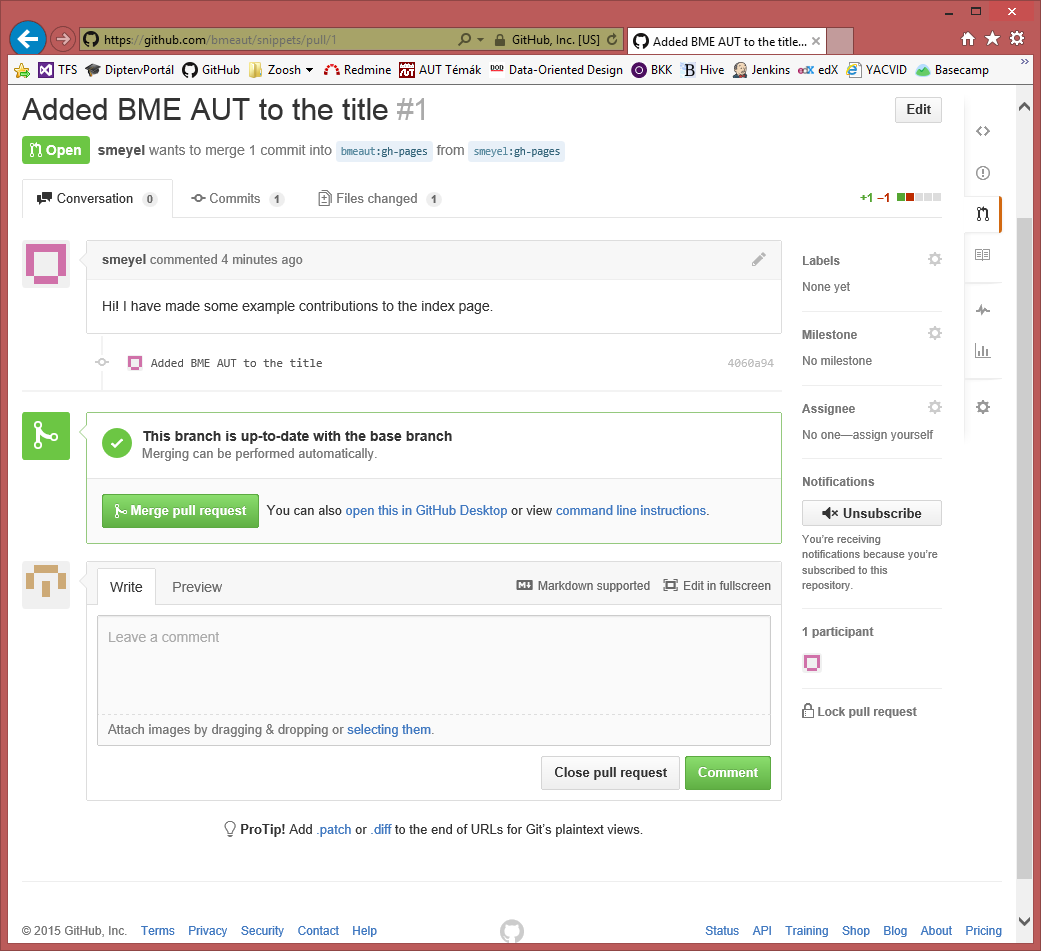 https://github.com/bmeaut/snippets/pull/1
GitHub, Inc. [US]
Added BME AUT to the title...
TFS
DiptervPortál
GitHub
Zoosh
Redmine
AUT Témák
Data-Oriented Design
BKK
Hive
Jenkins
edX
YACVID
Basecamp
Added BME AUT to the title #1
Edit
Open smeyel wants to merge 1 commit into bmeaut:gh-pages from smeyel:gh-pages
Conversation 0
Commits 1
Files changed 1
+1 −1
smeyel commented 4 minutes ago
Hi! I have made some example contributions to the index page.
Added BME AUT to the title 4060a94
This branch is up-to-date with the base branch
Merging can be performed automatically.
Merge pull request You can also open this in GitHub Desktop or view command line instructions.
Write
Preview
Markdown supported
Edit in fullscreen
Leave a comment
Attach images by dragging & dropping or selecting them.
Close pull request
Comment
ProTip! Add .patch or .diff to the end of URLs for Git's plaintext views.
Labels
None yet
Milestone
No milestone
Assignee
No one—assign yourself
Notifications
Unsubscribe
You're receiving
notifications because you're
subscribed to this
repository.
1 participant
Lock pull request
© 2015 GitHub, Inc. Terms Privacy Security Contact Help
Status API Training Shop Blog About Pricing